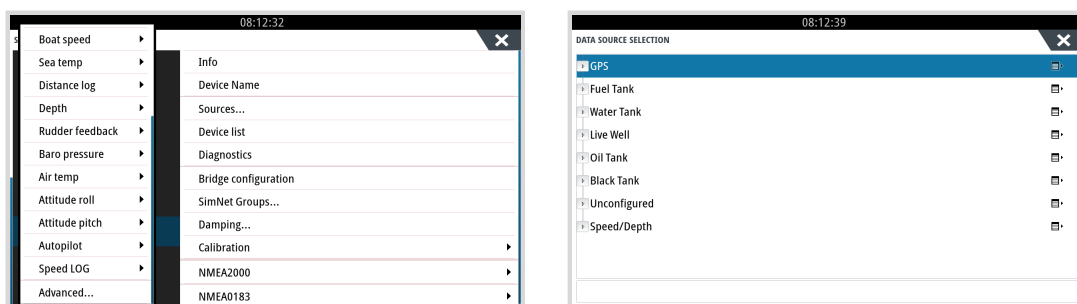 08:12:32
S
Boat speed
Sea temp
Distance log
Depth
Rudder feedback
Baro pressure
Air temp
Attitude roll
Attitude pitch
Autopilot
Speed LOG
Advanced...
Info
Device Name
Sources...
Device list
Diagnostics
Bridge configuration
SimNet Groups...
Damping...
Calibration
NMEA2000
NMEA0183
08:12:39
DATA SOURCE SELECTION
GPS
Fuel Tank
Water Tank
Live Well
Oil Tank
Black Tank
Unconfigured
Speed/Depth